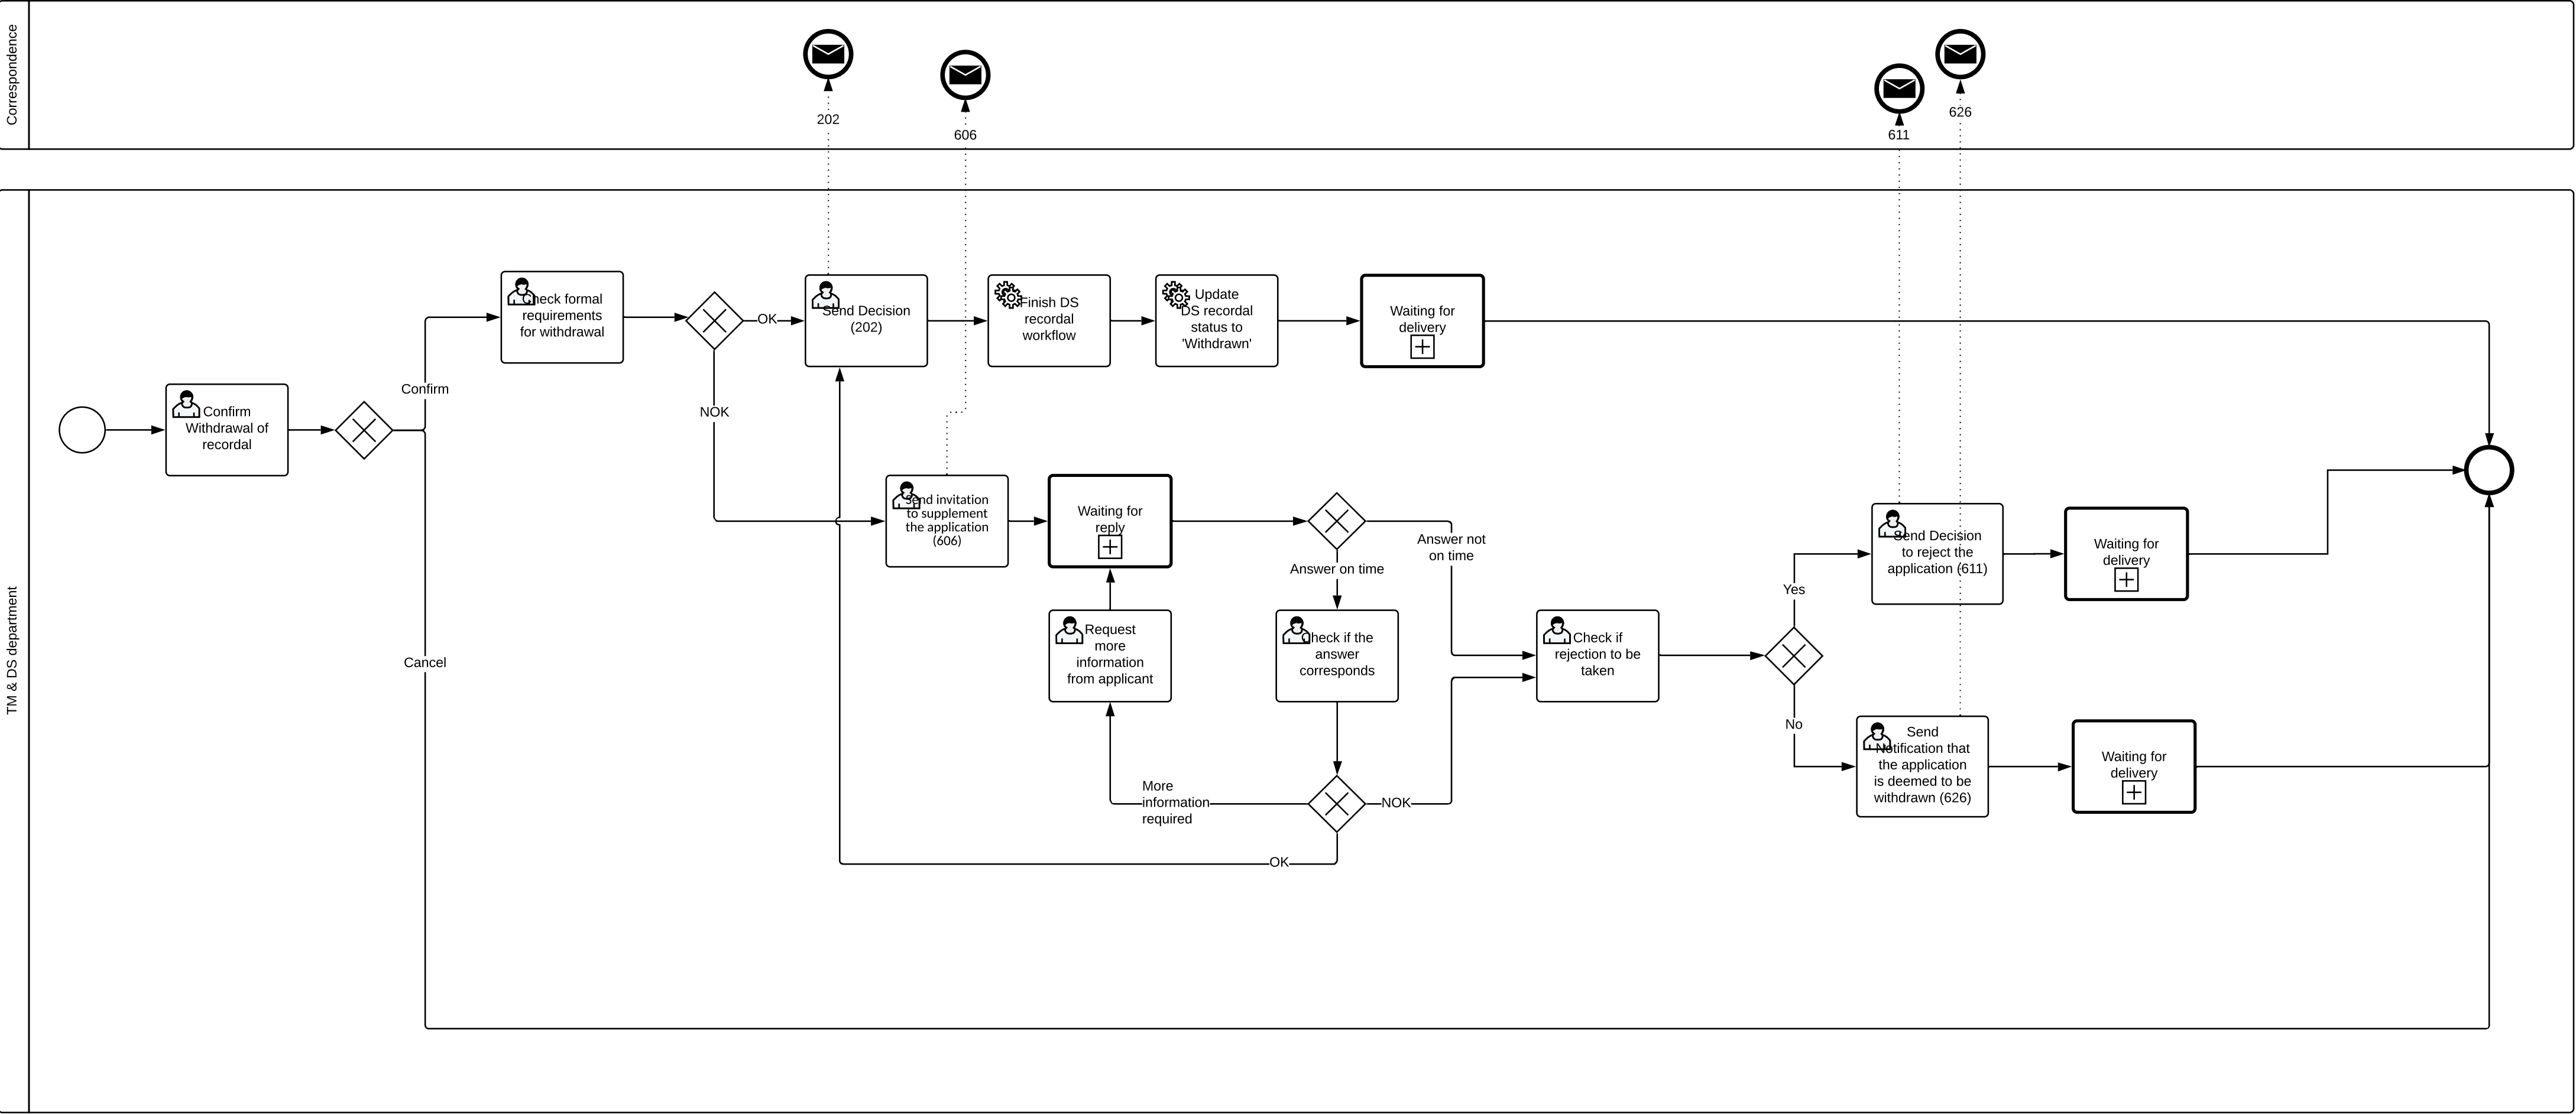 Correspondence
202
606
611
626
TM & DS department
Confirm
Withdrawal of
recordal
Confirm
Cancel
Check formal
requirements
for withdrawal
OK
NOK
Send Decision
(202)
Finish DS
recordal
workflow
Update
DS recordal
status to
'Withdrawn'
Waiting for
delivery
Send invitation
to supplement
the application
(606)
Waiting for
reply
Answer on time
Answer not
on time
Request
more
information
from applicant
Check if the
answer
corresponds
More
information
required
NOK
OK
Check if
rejection to be
taken
Yes
No
Send Decision
to reject the
application (611)
Waiting for
delivery
Send
Notification that
the application
is deemed to be
withdrawn (626)
Waiting for
delivery